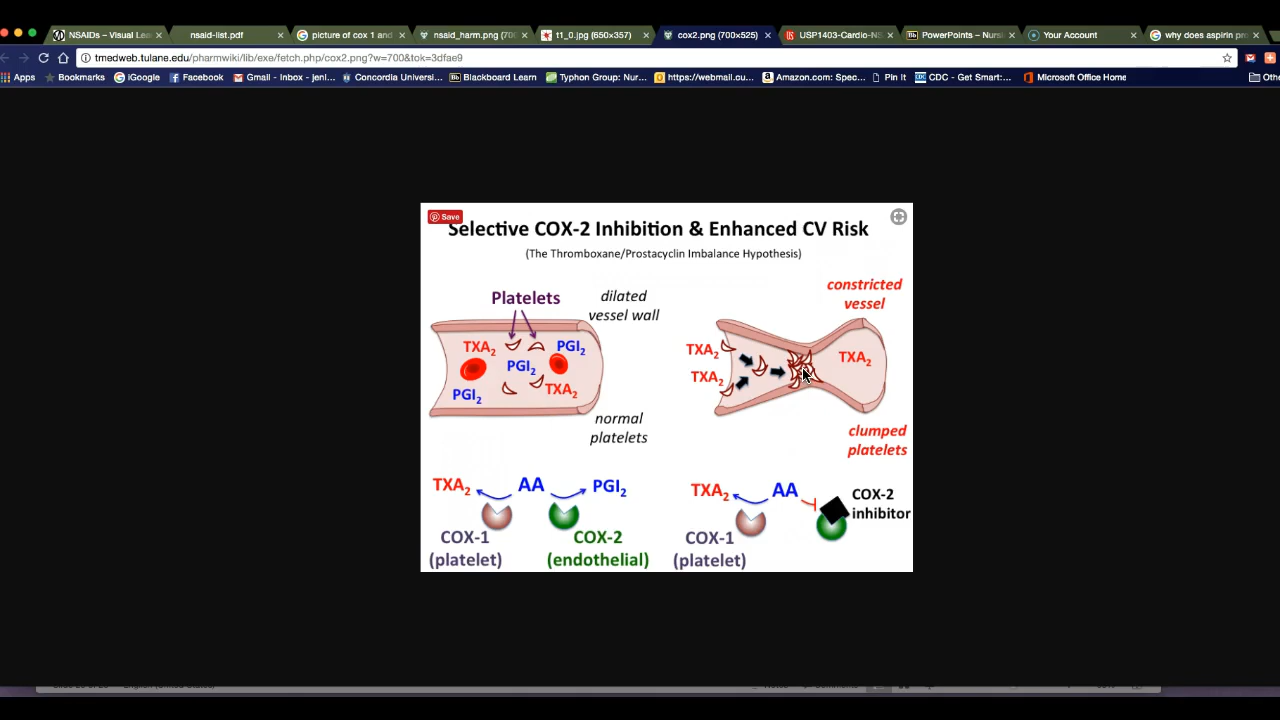 NSAIDs – Visual Lea
nsaid-list.pdf
picture of cox 1 and
nsaid_harm.png (700
t1_0.jpg (650×357)
cox2.png (700×525)
USP1403-Cardio-NS
PowerPoints – Nursi
Your Account
why does aspirin pre
tmedweb.tulane.edu/pharmwiki/lib/exe/fetch.php/cox2.png?w=700&tok=3dfae9
Apps
Bookmarks
iGoogle
Facebook
Gmail - Inbox - jenl...
Concordia Universi...
Blackboard Learn
Typhon Group: Nur...
https://webmail.cu...
Amazon.com: Spec...
Pin It
CDC - Get Smart:...
Microsoft Office Home
Othe
Save
Selective COX-2 Inhibition & Enhanced CV Risk
(The Thromboxane/Prostacyclin Imbalance Hypothesis)
Platelets
dilated
vessel wall
TXA2
PGI2
PGI2
PGI2
TXA2
normal
platelets
TXA2
AA
PGI2
COX-1
(platelet)
COX-2
(endothelial)
constricted
vessel
TXA2
TXA2
TXA2
clumped
platelets
TXA2
AA
COX-2
inhibitor
COX-1
(platelet)